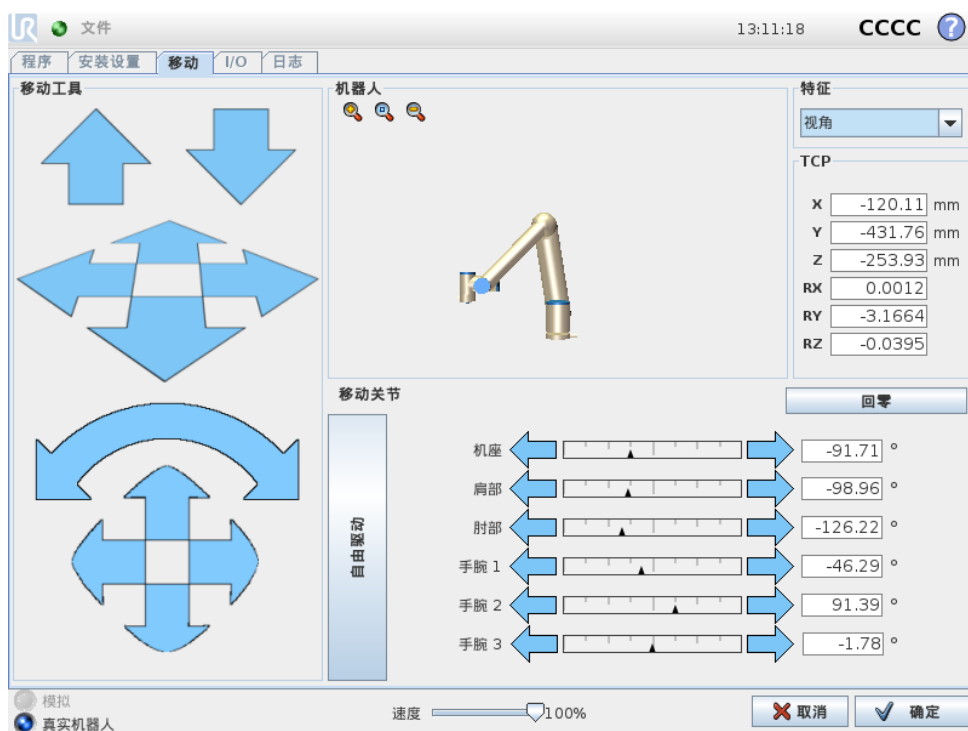 UR 文件 13:11:18 CCCC ?
程序 安装设置 移动 I/O 日志
移动工具
机器人
特征
视角
TCP
X -120.11 mm
Y -431.76 mm
Z -253.93 mm
RX 0.0012
RY -3.1664
RZ -0.0395
移动关节
回零
自由驱动
机座 -91.71 °
肩部 -98.96 °
肘部 -126.22 °
手腕 1 -46.29 °
手腕 2 91.39 °
手腕 3 -1.78 °
模拟
真实机器人
速度 100%
取消 确定